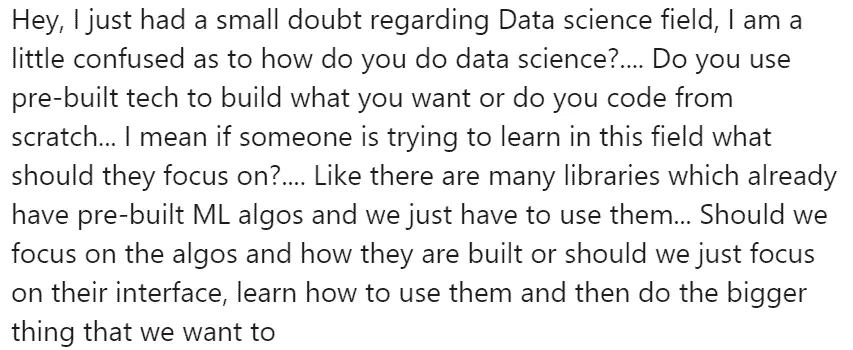 Hey, I just had a small doubt regarding Data science field, I am a
little confused as to how do you do data science?.... Do you use
pre-built tech to build what you want or do you code from
scratch... I mean if someone is trying to learn in this field what
should they focus on?.... Like there are many libraries which already
have pre-built ML algos and we just have to use them... Should we
focus on the algos and how they are built or should we just focus
on their interface, learn how to use them and then do the bigger
thing that we want to